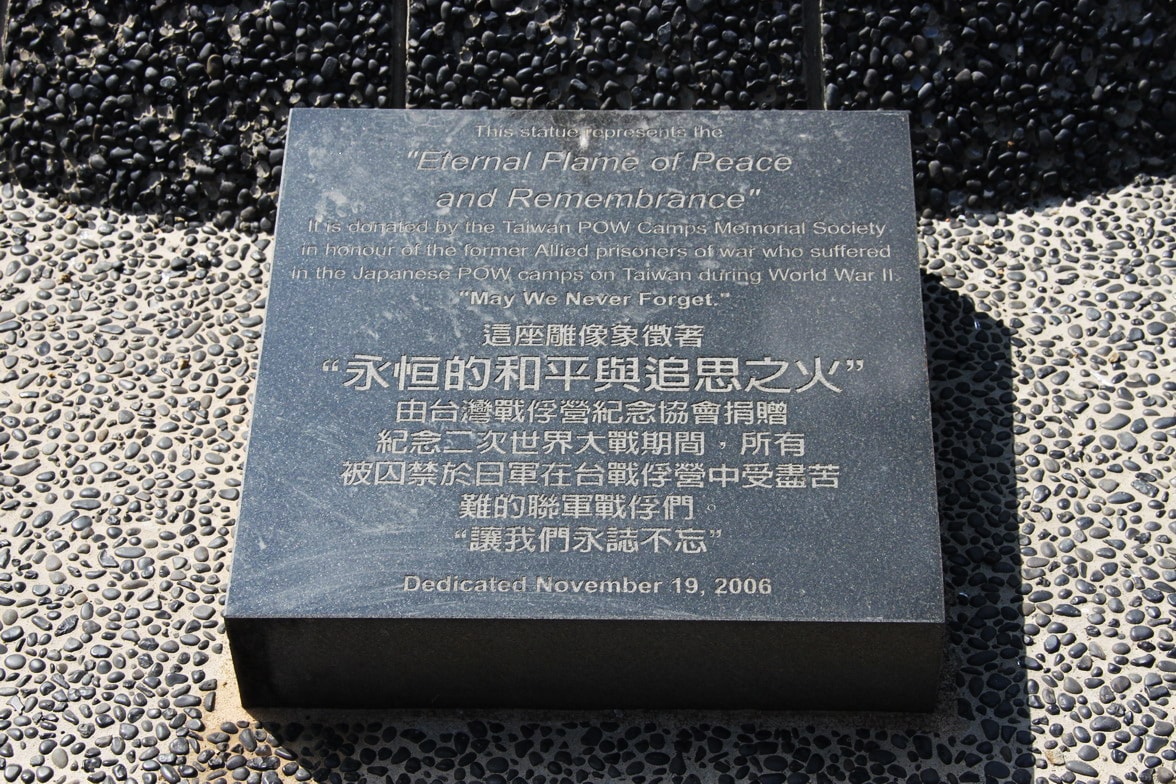 This statue represents the
"Eternal Flame of Peace
and Remembrance"
It is donated by the Taiwan POW Camps Memorial Society
in honour of the former Allied prisoners of war who suffered
in the Japanese POW camps on Taiwan during World War II.
"May We Never Forget."
這座雕像象徵著
“永恒的和平與追思之火”
由台灣戰俘營紀念協會捐贈
紀念二次世界大戰期間，所有
被囚禁於日軍在台戰俘營中受盡苦
難的聯軍戰俘們。
“讓我們永誌不忘”
Dedicated November 19, 2006